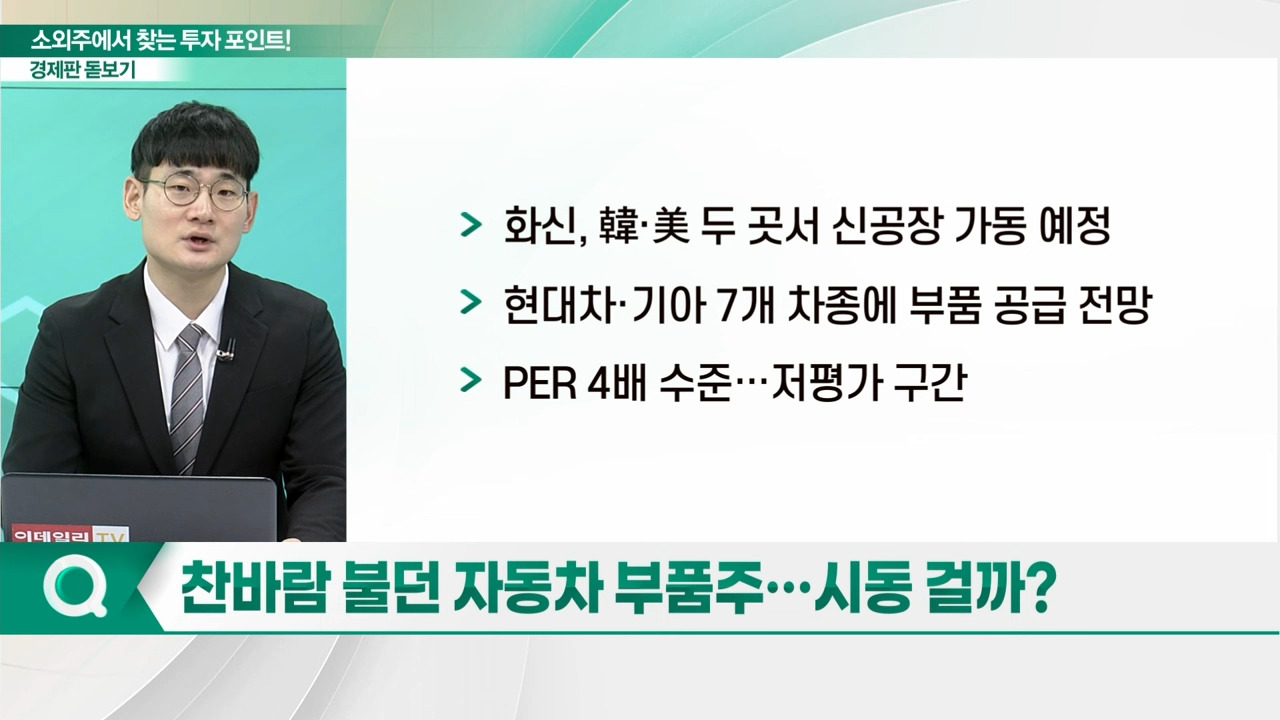 소외주에서 찾는 투자 포인트!
경제판 돋보기
> 화신, 韓·美 두 곳서 신공장 가동 예정
> 현대차·기아 7개 차종에 부품 공급 전망
> PER 4배 수준…저평가 구간
이데일리 TV
찬바람 불던 자동차 부품주…시동 걸까?